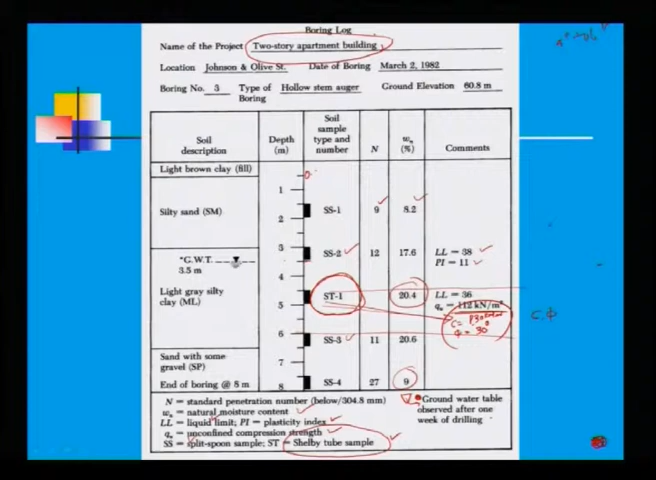 Boring Log
Name of the Project Two-story apartment building
Location Johnson & Olive St. Date of Boring March 2, 1982
Boring No. 3 Type of Boring Hollow stem auger Ground Elevation 60.8 m
Soil description Depth (m) Soil sample type and number N wn (%) Comments
Light brown clay (fill)
1
Silty sand (SM) 2 SS-1 9 8.2
3 SS-2 12 17.6 LL = 38
PI = 11
°G.W.T.
3.5 m
4
Light gray silty clay (ML) 5 ST-1 20.4 LL = 36
qu = 112 kN/m²
C =
φ = 30
C, φ
6 SS-3 11 20.6
Sand with some gravel (SP) 7
End of boring @ 8 m 8 SS-4 27 9
N = standard penetration number (below/304.8 mm)
wn = natural moisture content
LL = liquid limit; PI = plasticity index
qu = unconfined compression strength
SS = split-spoon sample; ST = Shelby tube sample
Ground water table
observed after one
week of drilling